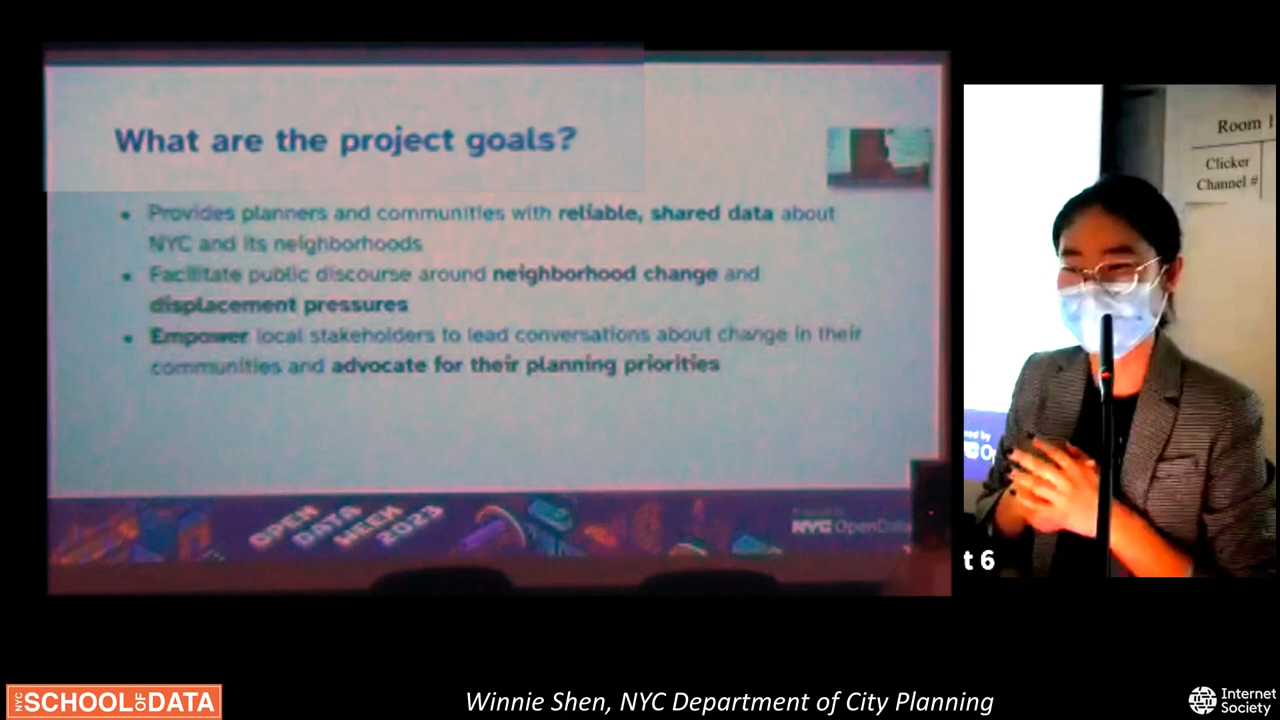 What are the project goals?
• Provides planners and communities with reliable, shared data about
NYC and its neighborhoods
• Facilitate public discourse around neighborhood change and
displacement pressures
• Empower local stakeholders to lead conversations about change in their
communities and advocate for their planning priorities
OPEN
DATA
WEEK
2023
Powered by
NYC OpenData
Room 1
Clicker
Channel #
t 6
NYC SCHOOL OF DATA
Winnie Shen, NYC Department of City Planning
Internet
Society